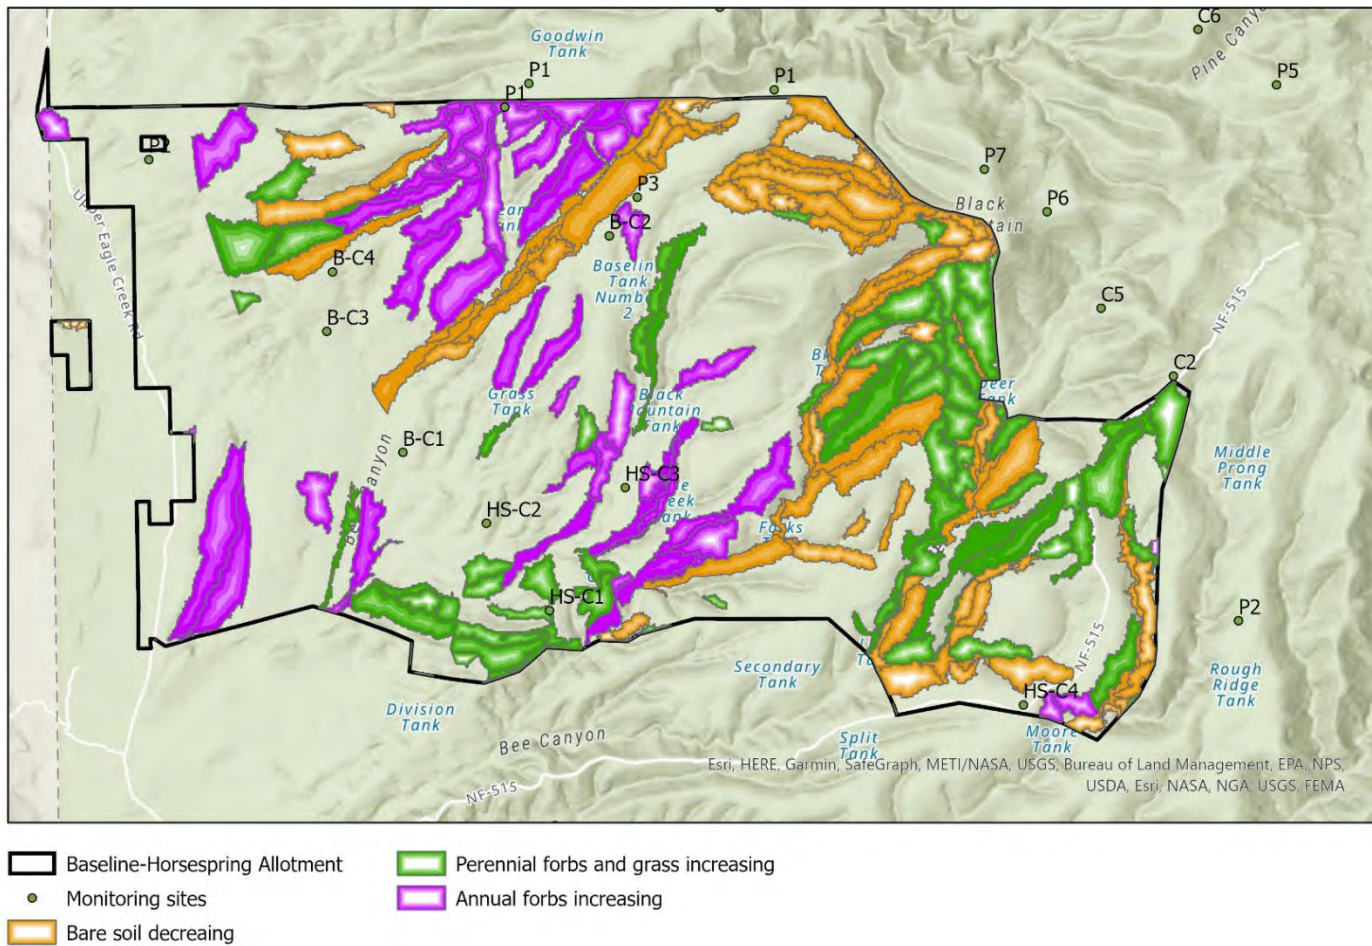 C6
Pine Canyo
Goodwin
Tank
P1
P1
P5
P1
P2
P7
P6
Upper Eagle Creek Rd
P3
Black
B-C2
B-C4
Baselin
Tank
Numb
2
NF-515
B-C3
C5
C2
Grass
Tank
Black
Mountain
Tank
B-C1
Canyon
Middle
Prong
Tank
HS-C3
HS-C2
HS-C1
P2
NF-515
Secondary
Tank
Rough
Ridge
Tank
HS-C4
Division
Tank
Bee Canyon
Split
Tank
Moore
Tank
NF-515
Esri, HERE, Garmin, SafeGraph, METI/NASA, USGS, Bureau of Land Management, EPA, NPS,
USDA, Esri, NASA, NGA, USGS, FEMA
Baseline-Horsespring Allotment
Monitoring sites
Bare soil decreaing
Perennial forbs and grass increasing
Annual forbs increasing